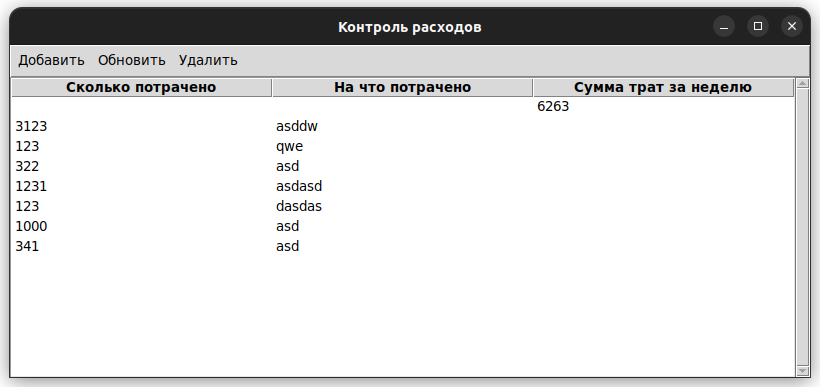 Контроль расходов
Добавить Обновить Удалить
Сколько потрачено На что потрачено Сумма трат за неделю
6263
3123 asddw
123 qwe
322 asd
1231 asdasd
123 dasdas
1000 asd
341 asd